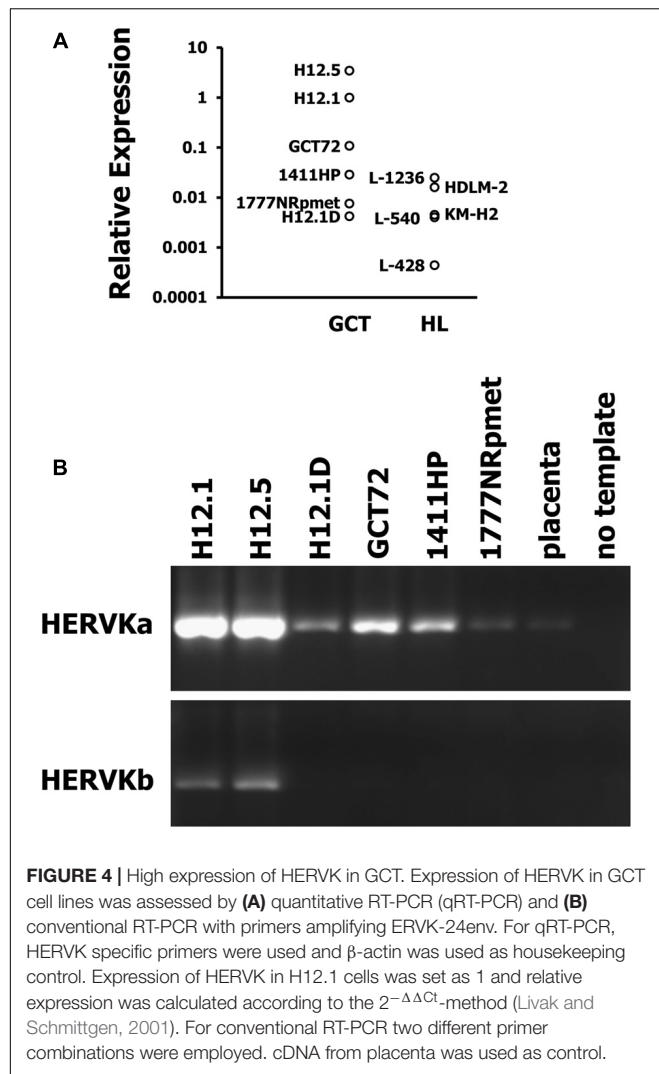 A
Relative Expression
10
1
0.1
0.01
0.001
0.0001
H12.5
H12.1
GCT72
1411HP
1777NRpmet
H12.1D
L-1236
HDLM-2
L-540
KM-H2
L-428
GCT
HL
B
H12.1
H12.5
H12.1D
GCT72
1411HP
1777NRpmet
placenta
no template
HERVKa
HERVKb
FIGURE 4 | High expression of HERVK in GCT. Expression of HERVK in GCT
cell lines was assessed by (A) quantitative RT-PCR (qRT-PCR) and (B)
conventional RT-PCR with primers amplifying ERVK-24env. For qRT-PCR,
HERVK specific primers were used and β-actin was used as housekeeping
control. Expression of HERVK in H12.1 cells was set as 1 and relative
expression was calculated according to the 2−ΔΔCt-method (Livak and
Schmittgen, 2001). For conventional RT-PCR two different primer
combinations were employed. cDNA from placenta was used as control.